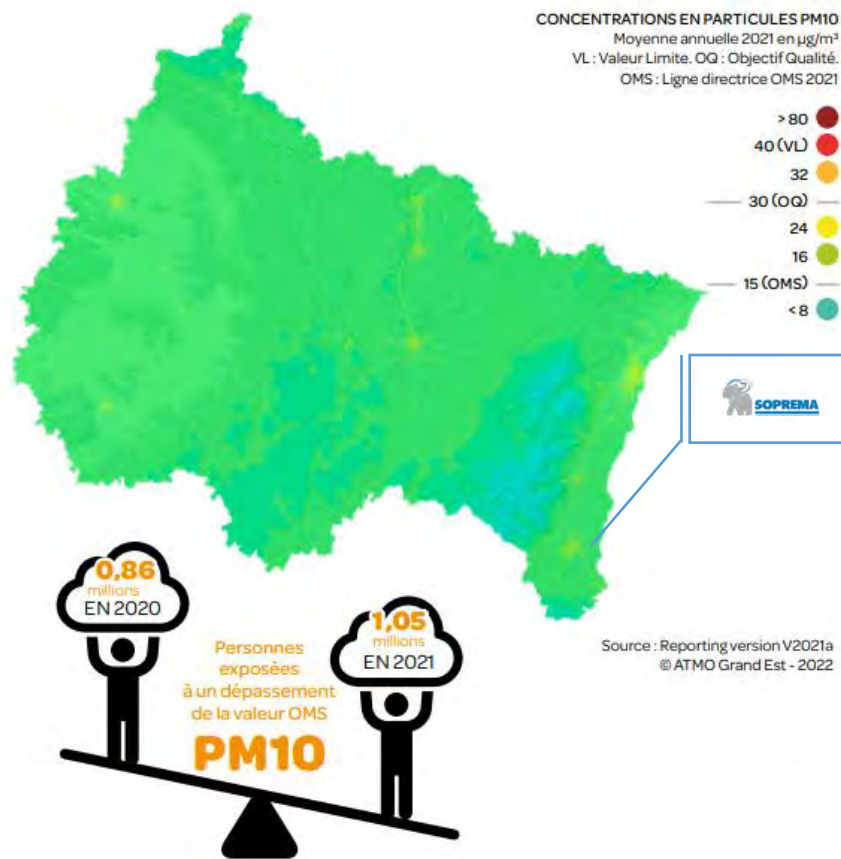 CONCENTRATIONS EN PARTICULES PM10
Moyenne annuelle 2021 en µg/m³
VL : Valeur Limite. OQ : Objectif Qualité.
OMS : Ligne directrice OMS 2021
> 80
40 (VL)
32
30 (OQ)
24
16
15 (OMS)
< 8
SOPREMA
0,86
millions
EN 2020
1,05
millions
EN 2021
Personnes
exposées
à un dépassement
de la valeur OMS
PM10
Source : Reporting version V2021a
© ATMO Grand Est - 2022